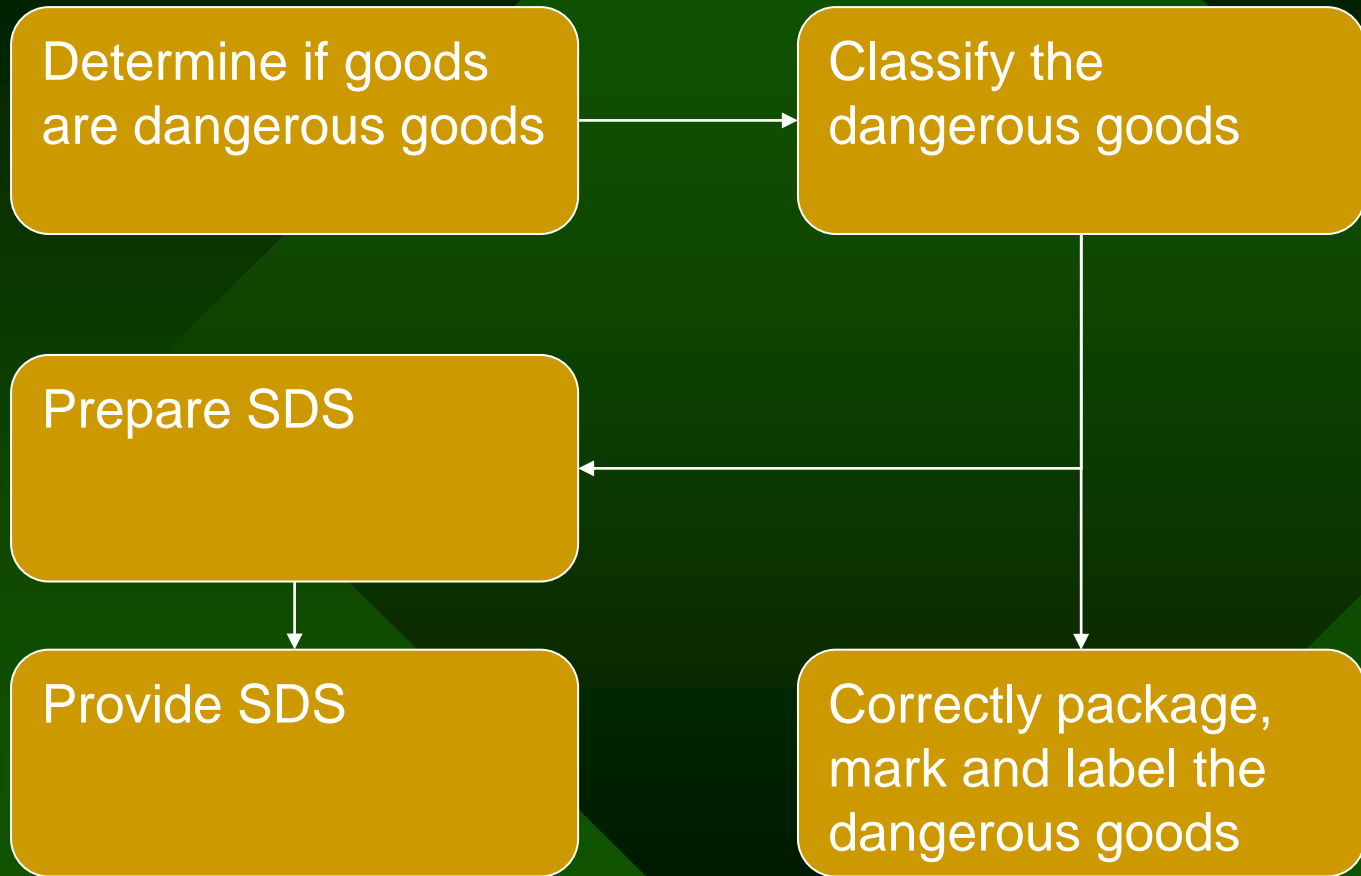 Determine if goods
are dangerous goods
Classify the
dangerous goods
Prepare SDS
Provide SDS
Correctly package,
mark and label the
dangerous goods